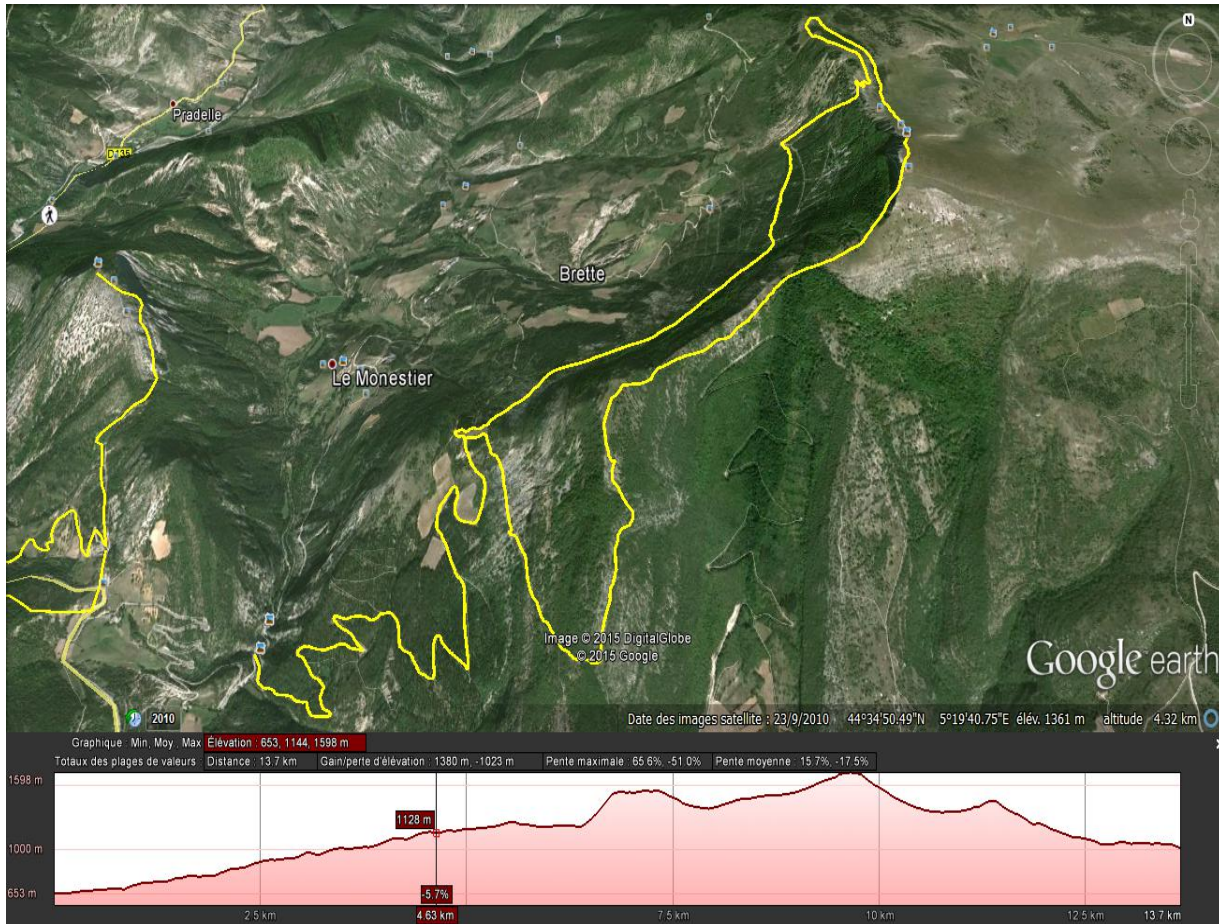 N
Pradelle
D135
Brette
Le Monestier
Image © 2015 DigitalGlobe
© 2015 Google
Google earth
2010
Date des images satellite : 23/9/2010 44°34'50.49"N 5°19'40.75"E élév. 1361 m altitude 4.32 km
Graphique : Min, Moy., Max Élévation : 653, 1144, 1598 m
Totaux des plages de valeurs : Distance : 13.7 km Gain/perte d'élévation : 1380 m, -1023 m Pente maximale : 65.6%, -51.0% Pente moyenne : 15.7%, -17.5%
1598 m
1128 m
1000 m
653 m
-5.7%
2.5 km 4.63 km 7.5 km 10 km 12.5 km 13.7 km